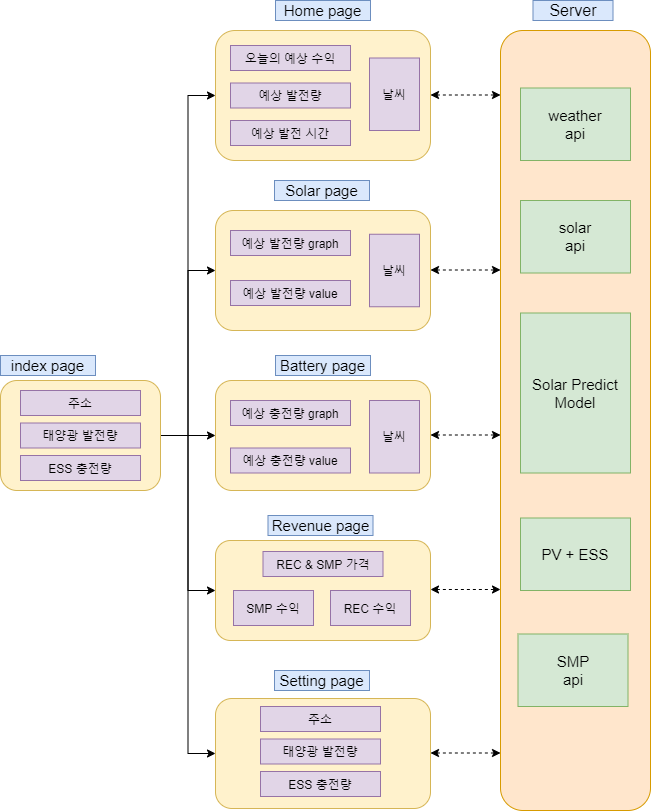 Home page
오늘의 예상 수익
예상 발전량
예상 발전 시간
날씨
Solar page
예상 발전량 graph
예상 발전량 value
날씨
index page
주소
태양광 발전량
ESS 충전량
Battery page
예상 충전량 graph
예상 충전량 value
날씨
Revenue page
REC & SMP 가격
SMP 수익
REC 수익
Setting page
주소
태양광 발전량
ESS 충전량
Server
weather
api
solar
api
Solar Predict
Model
PV + ESS
SMP
api